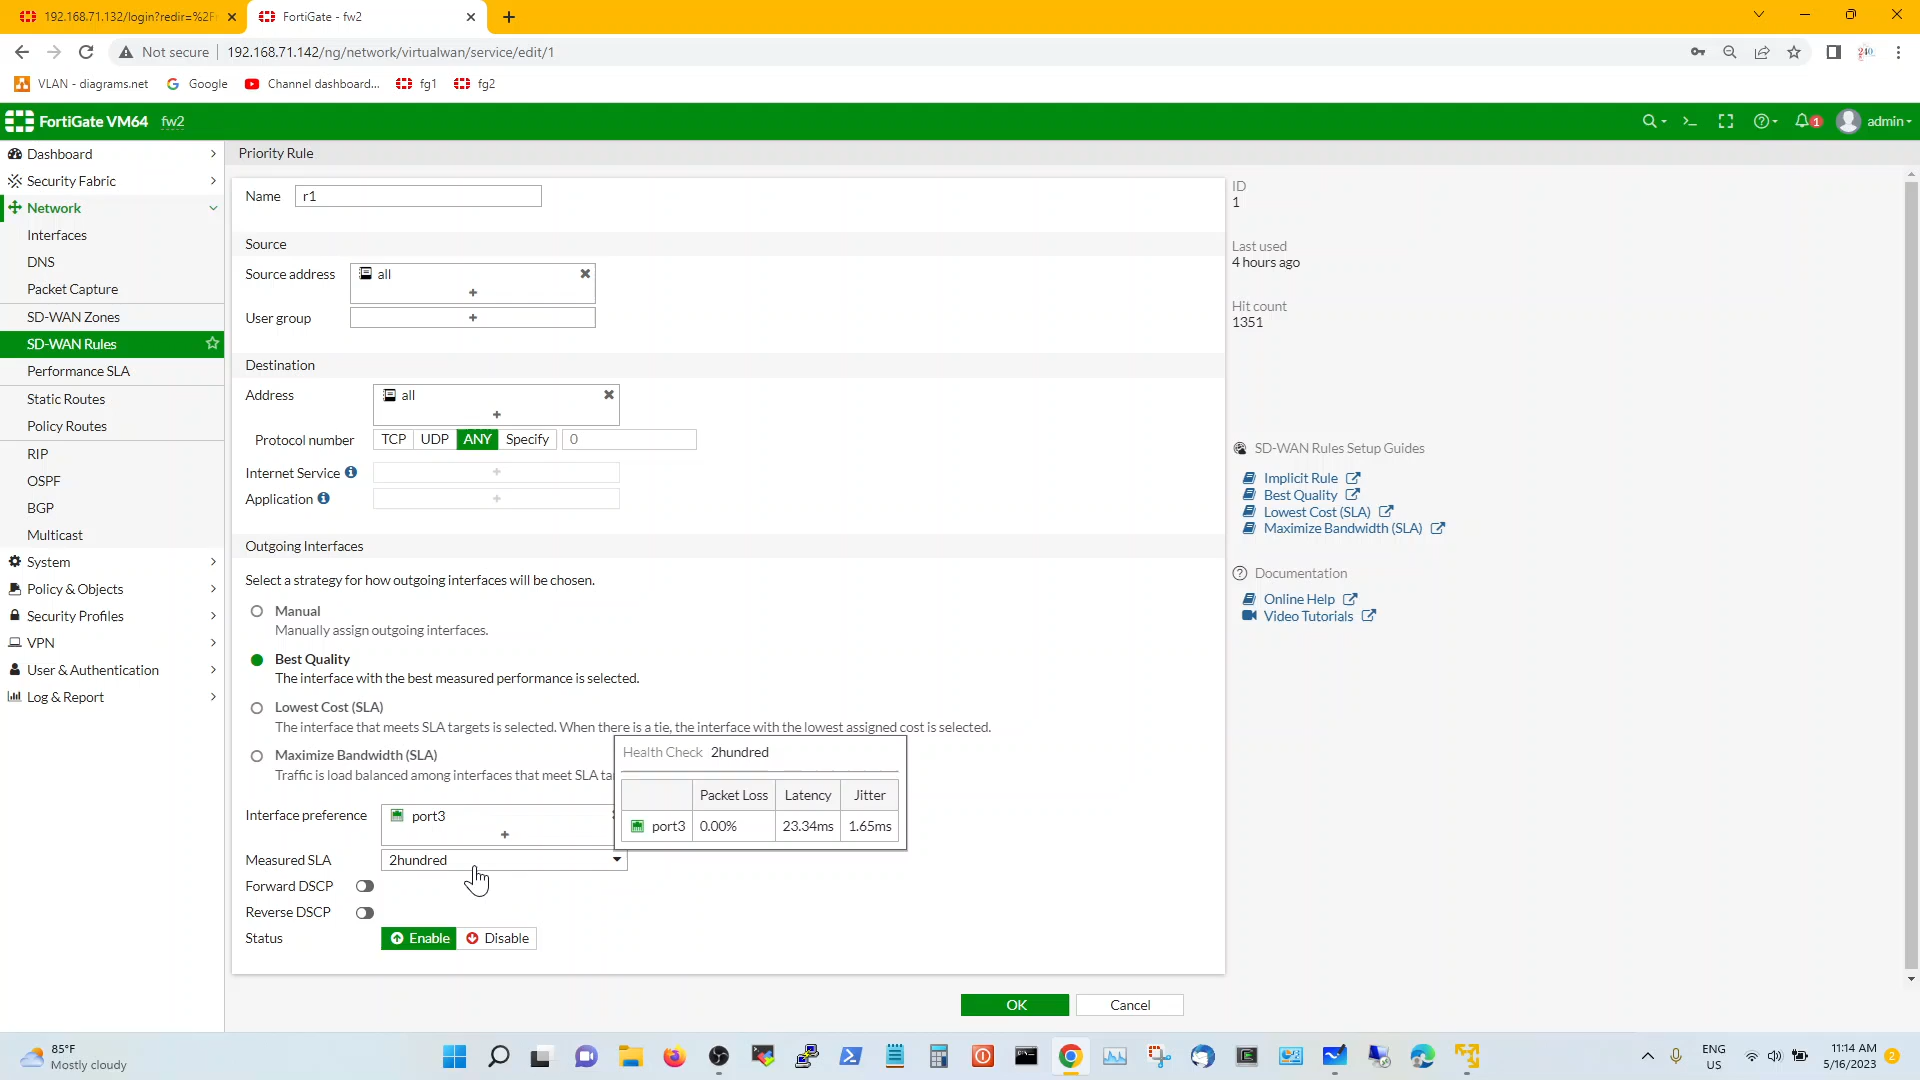 192.168.71.132/login?redir=%2F
FortiGate - fw2
Not secure
192.168.71.142/ng/network/virtualwan/service/edit/1
VLAN - diagrams.net
Google
Channel dashboard...
fg1
fg2
FortiGate VM64
fw2
1
admin
Dashboard
Security Fabric
Network
Interfaces
DNS
Packet Capture
SD-WAN Zones
SD-WAN Rules
Performance SLA
Static Routes
Policy Routes
RIP
OSPF
BGP
Multicast
System
Policy & Objects
Security Profiles
VPN
User & Authentication
Log & Report
Priority Rule
Name
r1
Source
Source address
all
User group
Destination
Address
all
Protocol number
TCP
UDP
ANY
Specify
0
Internet Service
Application
Outgoing Interfaces
Select a strategy for how outgoing interfaces will be chosen.
Manual
Manually assign outgoing interfaces.
Best Quality
The interface with the best measured performance is selected.
Lowest Cost (SLA)
The interface that meets SLA targets is selected. When there is a tie, the interface with the lowest assigned cost is selected.
Maximize Bandwidth (SLA)
Traffic is load balanced among interfaces that meet SLA ta
Health Check 2hundred
Packet Loss
Latency
Jitter
port3
0.00%
23.34ms
1.65ms
Interface preference
port3
Measured SLA
2hundred
Forward DSCP
Reverse DSCP
Status
Enable
Disable
OK
Cancel
ID
1
Last used
4 hours ago
Hit count
1351
SD-WAN Rules Setup Guides
Implicit Rule
Best Quality
Lowest Cost (SLA)
Maximize Bandwidth (SLA)
Documentation
Online Help
Video Tutorials
85°F
Mostly cloudy
ENG
US
11:14 AM
5/16/2023
2